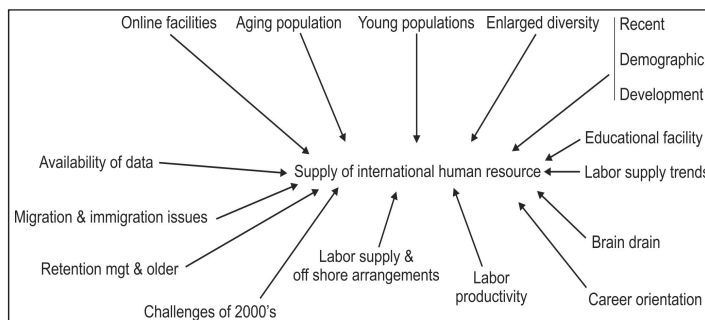 Online facilities
Aging population
Young populations
Enlarged diversity
Recent
Demographic
Development
Educational facility
Availability of data
Supply of international human resource
Labor supply trends
Migration & immigration issues
Brain drain
Retention mgt & older
Labor supply &
off shore arrangements
Labor
productivity
Career orientation
Challenges of 2000's